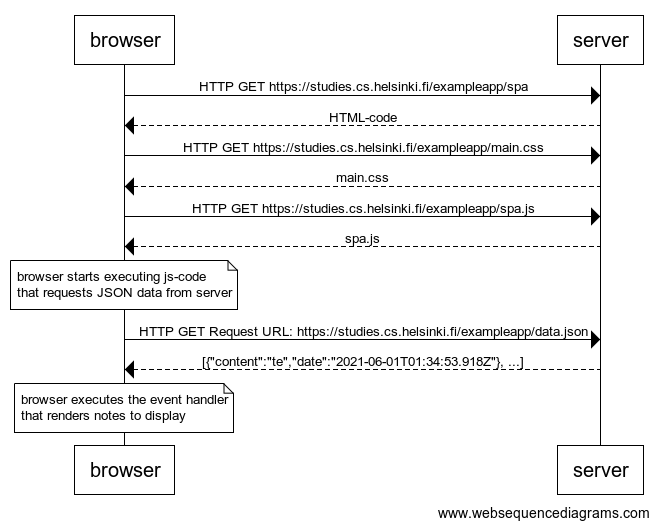 browser
server
HTTP GET https://studies.cs.helsinki.fi/exampleapp/spa
HTML-code
HTTP GET https://studies.cs.helsinki.fi/exampleapp/main.css
main.css
HTTP GET https://studies.cs.helsinki.fi/exampleapp/spa.js
spa.js
browser starts executing js-code
that requests JSON data from server
HTTP GET Request URL: https://studies.cs.helsinki.fi/exampleapp/data.json
[{"content":"te","date":"2021-06-01T01:34:53.918Z"}, ...]
browser executes the event handler
that renders notes to display
browser
server
www.websequencediagrams.com